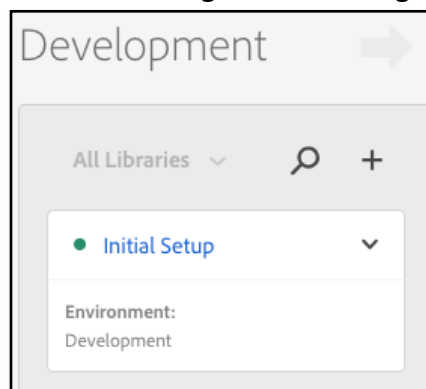 Development
All Libraries
Initial Setup
Environment:
Development